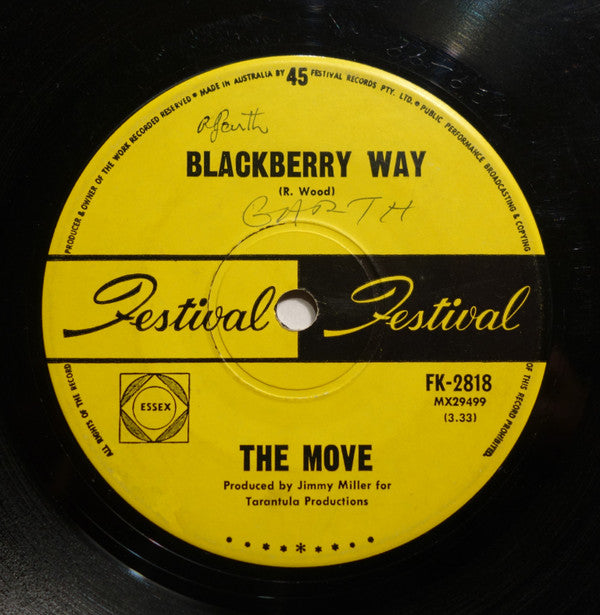 PRODUCER & OWNER OF THE WORK RECORDED RESERVED • MADE IN AUSTRALIA BY 45 FESTIVAL RECORDS PTY. LTD. • PUBLIC PERFORMANCE BROADCASTING & COPYING
BLACKBERRY WAY
(R. Wood)
GARTH
Festival Festival
FK-2818
MX29499
(3.33)
ESSEX
ALL RIGHTS OF THE RECORD
OF THIS RECORD PROHIBITED.
THE MOVE
Produced by Jimmy Miller for
Tarantula Productions